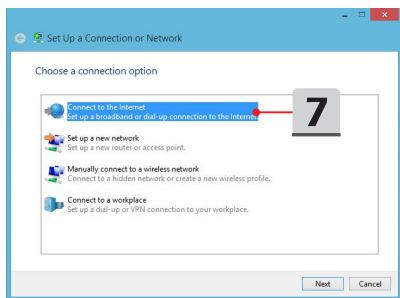 Set Up a Connection or Network
Choose a connection option
Connect to the Internet
Set up a broadband or dial-up connection to the Internet.
7
Set up a new network
Set up a new router or access point.
Manually connect to a wireless network
Connect to a hidden network or create a new wireless profile.
Connect to a workplace
Set up a dial-up or VPN connection to your workplace.
Next
Cancel